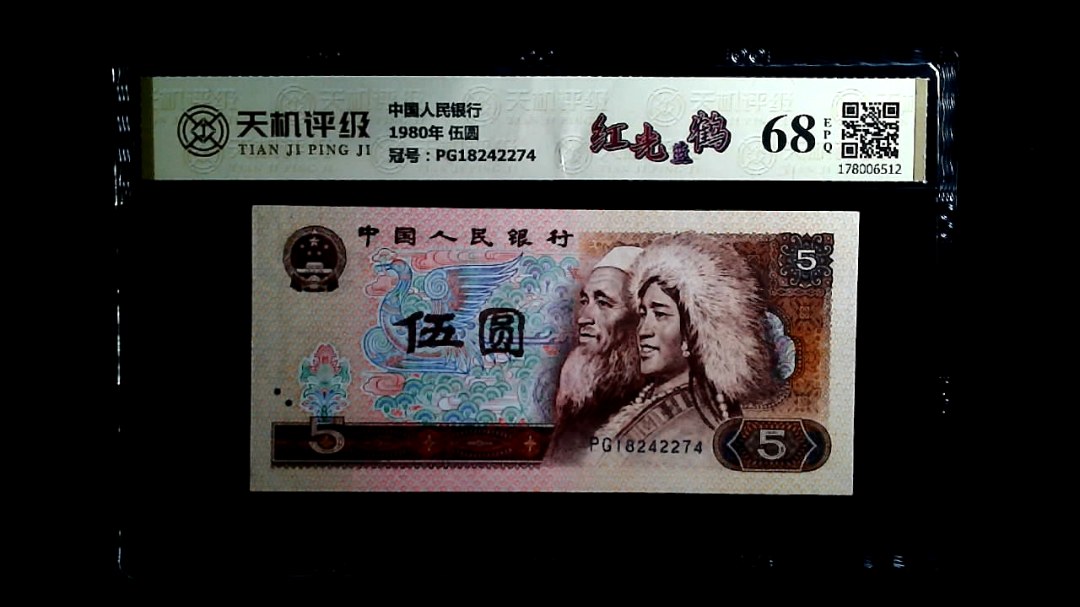 天机评级
TIAN JI PING JI
中国人民银行
1980年 伍圆
冠号：PG18242274
红光蓝鹤
68
EPQ
178006512
中国人民银行
5
伍圆
5
PG18242274
5